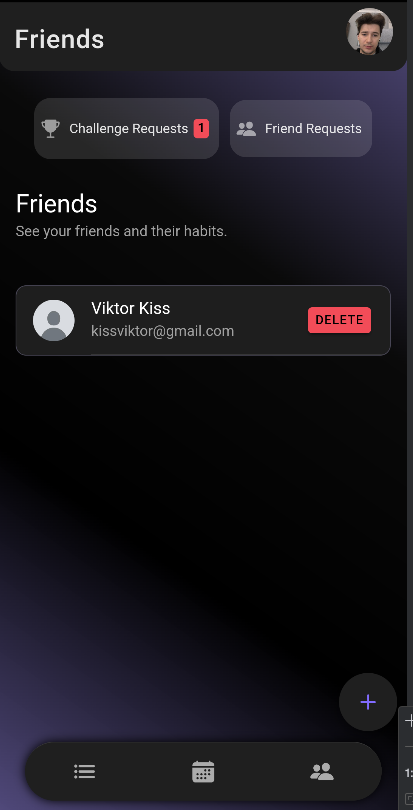 Friends
Challenge Requests 1
Friend Requests
Friends
See your friends and their habits.
Viktor Kiss
kissviktor@gmail.com
DELETE
1: